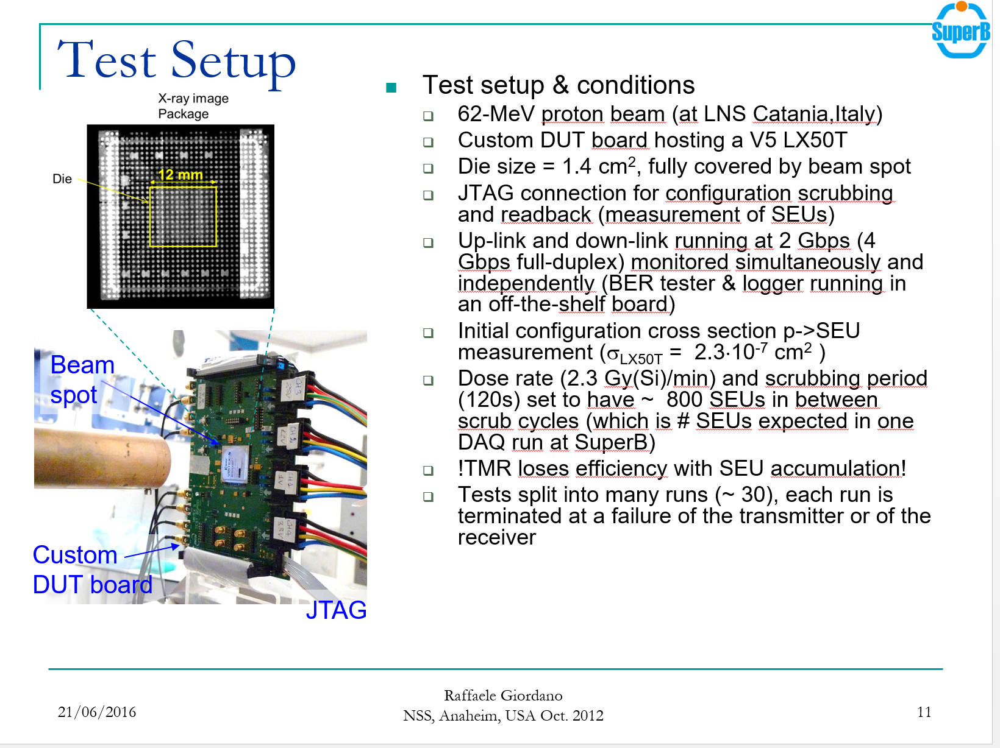 SuperB
Test Setup
X-ray image
Package
Die
12 mm
Beam
spot
Custom
DUT board
JTAG
Test setup & conditions
62-MeV proton beam (at LNS Catania,Italy)
Custom DUT board hosting a V5 LX50T
Die size = 1.4 cm², fully covered by beam spot
JTAG connection for configuration scrubbing
and readback (measurement of SEUs)
Up-link and down-link running at 2 Gbps (4
Gbps full-duplex) monitored simultaneously and
independently (BER tester & logger running in
an off-the-shelf board)
Initial configuration cross section p->SEU
measurement (σLX50T = 2.3·10⁻⁷ cm² )
Dose rate (2.3 Gy(Si)/min) and scrubbing period
(120s) set to have ~ 800 SEUs in between
scrub cycles (which is # SEUs expected in one
DAQ run at SuperB)
!TMR loses efficiency with SEU accumulation!
Tests split into many runs (~ 30), each run is
terminated at a failure of the transmitter or of the
receiver
21/06/2016
Raffaele Giordano
NSS, Anaheim, USA Oct. 2012
11